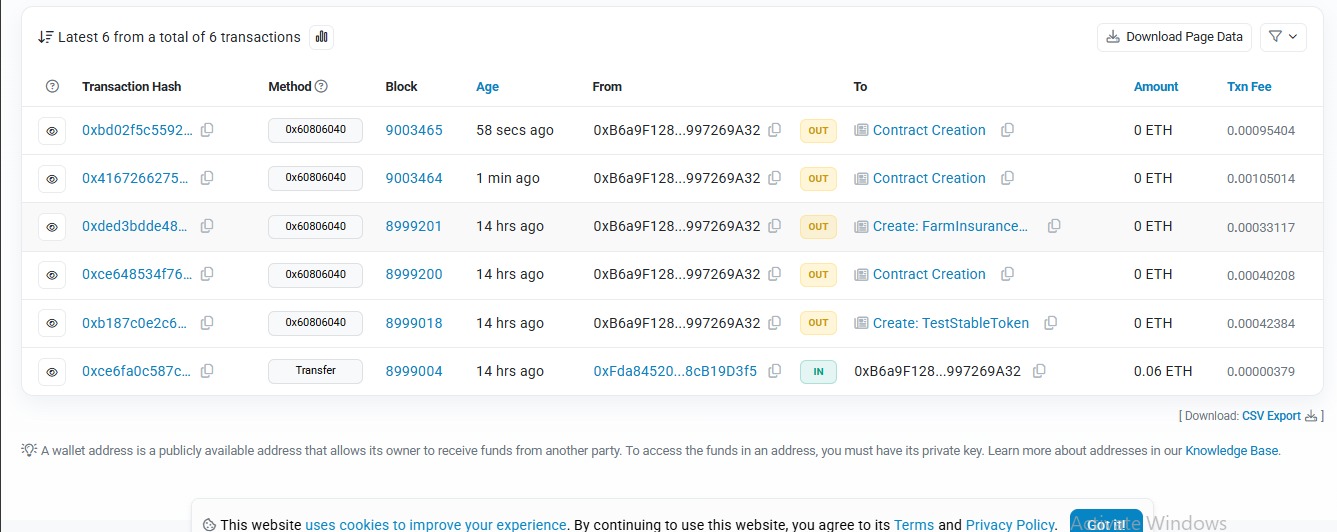 Latest 6 from a total of 6 transactions Download Page Data
Transaction Hash Method Block Age From To Amount Txn Fee
0xbd02f5c5592... 0x60806040 9003465 58 secs ago 0xB6a9F128...997269A32 OUT Contract Creation 0 ETH 0.00095404
0x4167266275... 0x60806040 9003464 1 min ago 0xB6a9F128...997269A32 OUT Contract Creation 0 ETH 0.00105014
0xded3bdde48... 0x60806040 8999201 14 hrs ago 0xB6a9F128...997269A32 OUT Create: FarmInsurance... 0 ETH 0.00033117
0xce648534f76... 0x60806040 8999200 14 hrs ago 0xB6a9F128...997269A32 OUT Contract Creation 0 ETH 0.00040208
0xb187c0e2c6... 0x60806040 8999018 14 hrs ago 0xB6a9F128...997269A32 OUT Create: TestStableToken 0 ETH 0.00042384
0xce6fa0c587c... Transfer 8999004 14 hrs ago 0xFda84520...8cB19D3f5 IN 0xB6a9F128...997269A32 0.06 ETH 0.00000379
[ Download: CSV Export ]
A wallet address is a publicly available address that allows its owner to receive funds from another party. To access the funds in an address, you must have its private key. Learn more about addresses in our Knowledge Base.
This website uses cookies to improve your experience. By continuing to use this website, you agree to its Terms and Privacy Policy. Got it!
Activate Windows